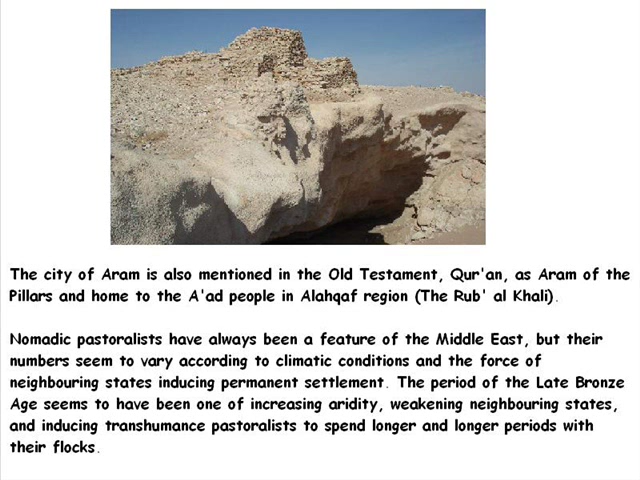 The city of Aram is also mentioned in the Old Testament, Qur'an, as Aram of the
Pillars and home to the A'ad people in Alahqaf region (The Rub' al Khali).
Nomadic pastoralists have always been a feature of the Middle East, but their
numbers seem to vary according to climatic conditions and the force of
neighbouring states inducing permanent settlement. The period of the Late Bronze
Age seems to have been one of increasing aridity, weakening neighbouring states,
and inducing transhumance pastoralists to spend longer and longer periods with
their flocks.